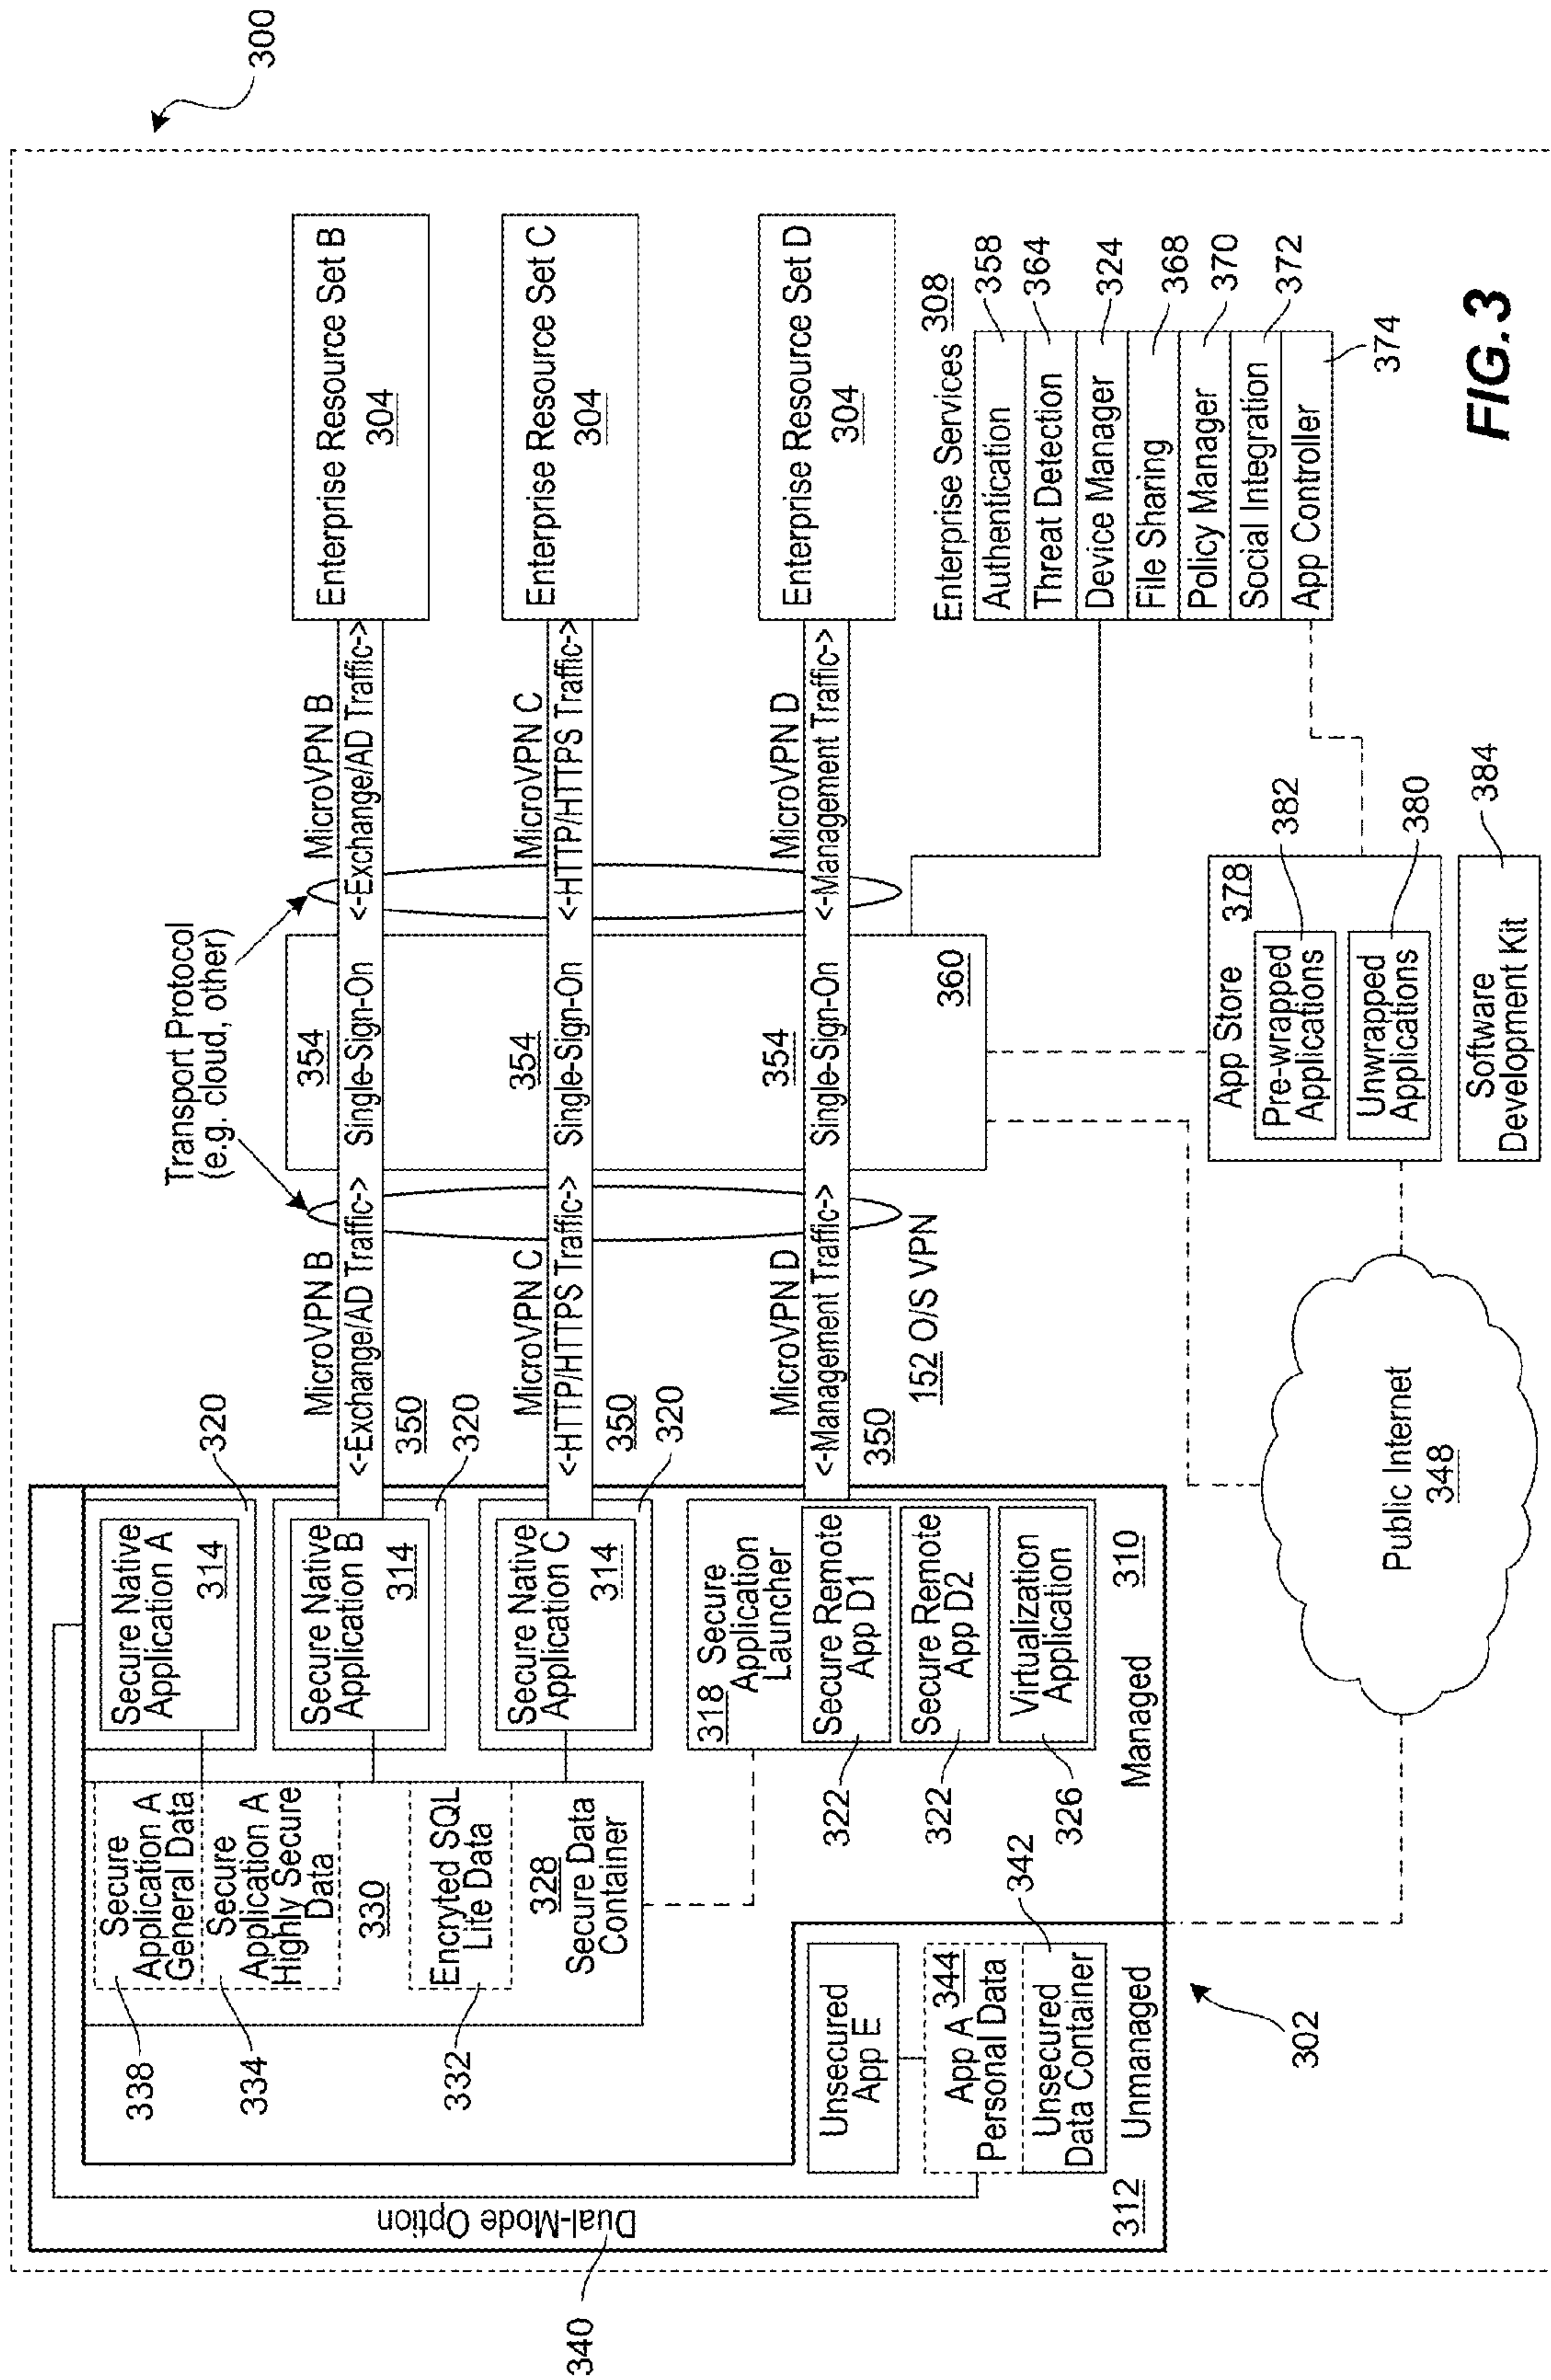 300
Dual-Mode Option
340
338
334
332
Secure
Application A
General Data
Secure
Application A
Highly Secure
Data
330
Encryted SQL
Lite Data
328
Secure Data
Container
Secure Native
Application A
314
320
Secure Native
Application B
314
320
Secure Native
Application C
314
320
318 Secure
Application
Launcher
Secure Remote
App D1
322
Secure Remote
App D2
322
Virtualization
Application
326
Managed
310
Unsecured
App E
App A 344
Personal Data
342
Unsecured
Data Container
312
Unmanaged
302
MicroVPN B
<-Exchange/AD Traffic->
350
MicroVPN C
<-HTTP/HTTPS Traffic->
350
MicroVPN D
<-Management Traffic->
350
152 O/S VPN
Transport Protocol
(e.g. cloud, other)
354
Single-Sign-On
354
Single-Sign-On
354
Single-Sign-On
360
MicroVPN B
<-Exchange/AD Traffic->
MicroVPN C
<-HTTP/HTTPS Traffic->
MicroVPN D
<-Management Traffic->
Enterprise Resource Set B
304
Enterprise Resource Set C
304
Enterprise Resource Set D
304
Enterprise Services 308
Authentication
358
Threat Detection
364
Device Manager
324
File Sharing
368
Policy Manager
370
Social Integration
372
App Controller
374
Public Internet
348
App Store 378
Pre-wrapped
Applications
382
Unwrapped
Applications
380
Software
Development Kit
384
FIG. 3